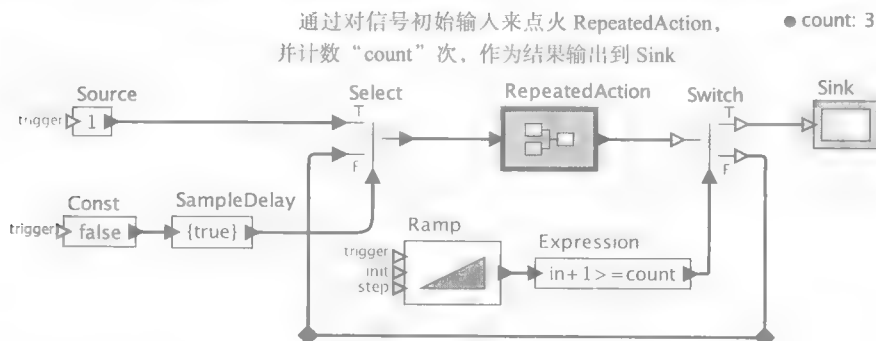 通过对信号初始输入来点火 RepeatedAction，
并计数“count”次，作为结果输出到 Sink
count: 3
Source
trigger
1
Select
T
F
RepeatedAction
Switch
T
F
Sink
Const
trigger
false
SampleDelay
{true}
Ramp
trigger
init
step
Expression
in+1>=count